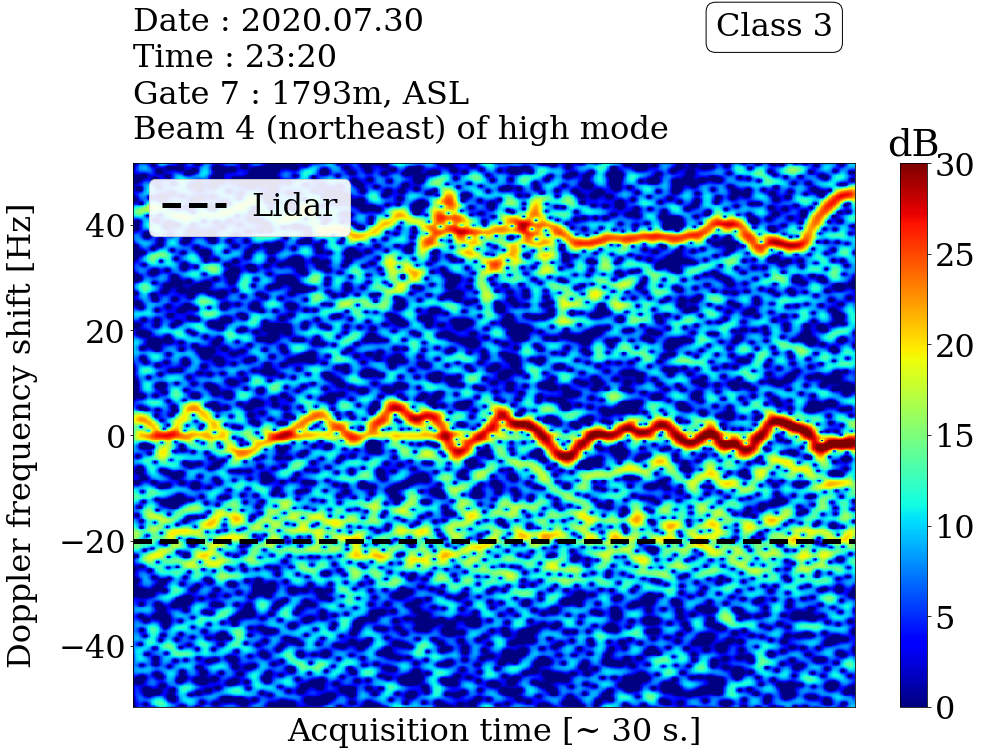 Date : 2020.07.30
Time : 23:20
Gate 7 : 1793m, ASL
Beam 4 (northeast) of high mode
Class 3
dB
Lidar
Doppler frequency shift [Hz]
40
20
0
−20
−40
30
25
20
15
10
5
0
Acquisition time [~ 30 s.]